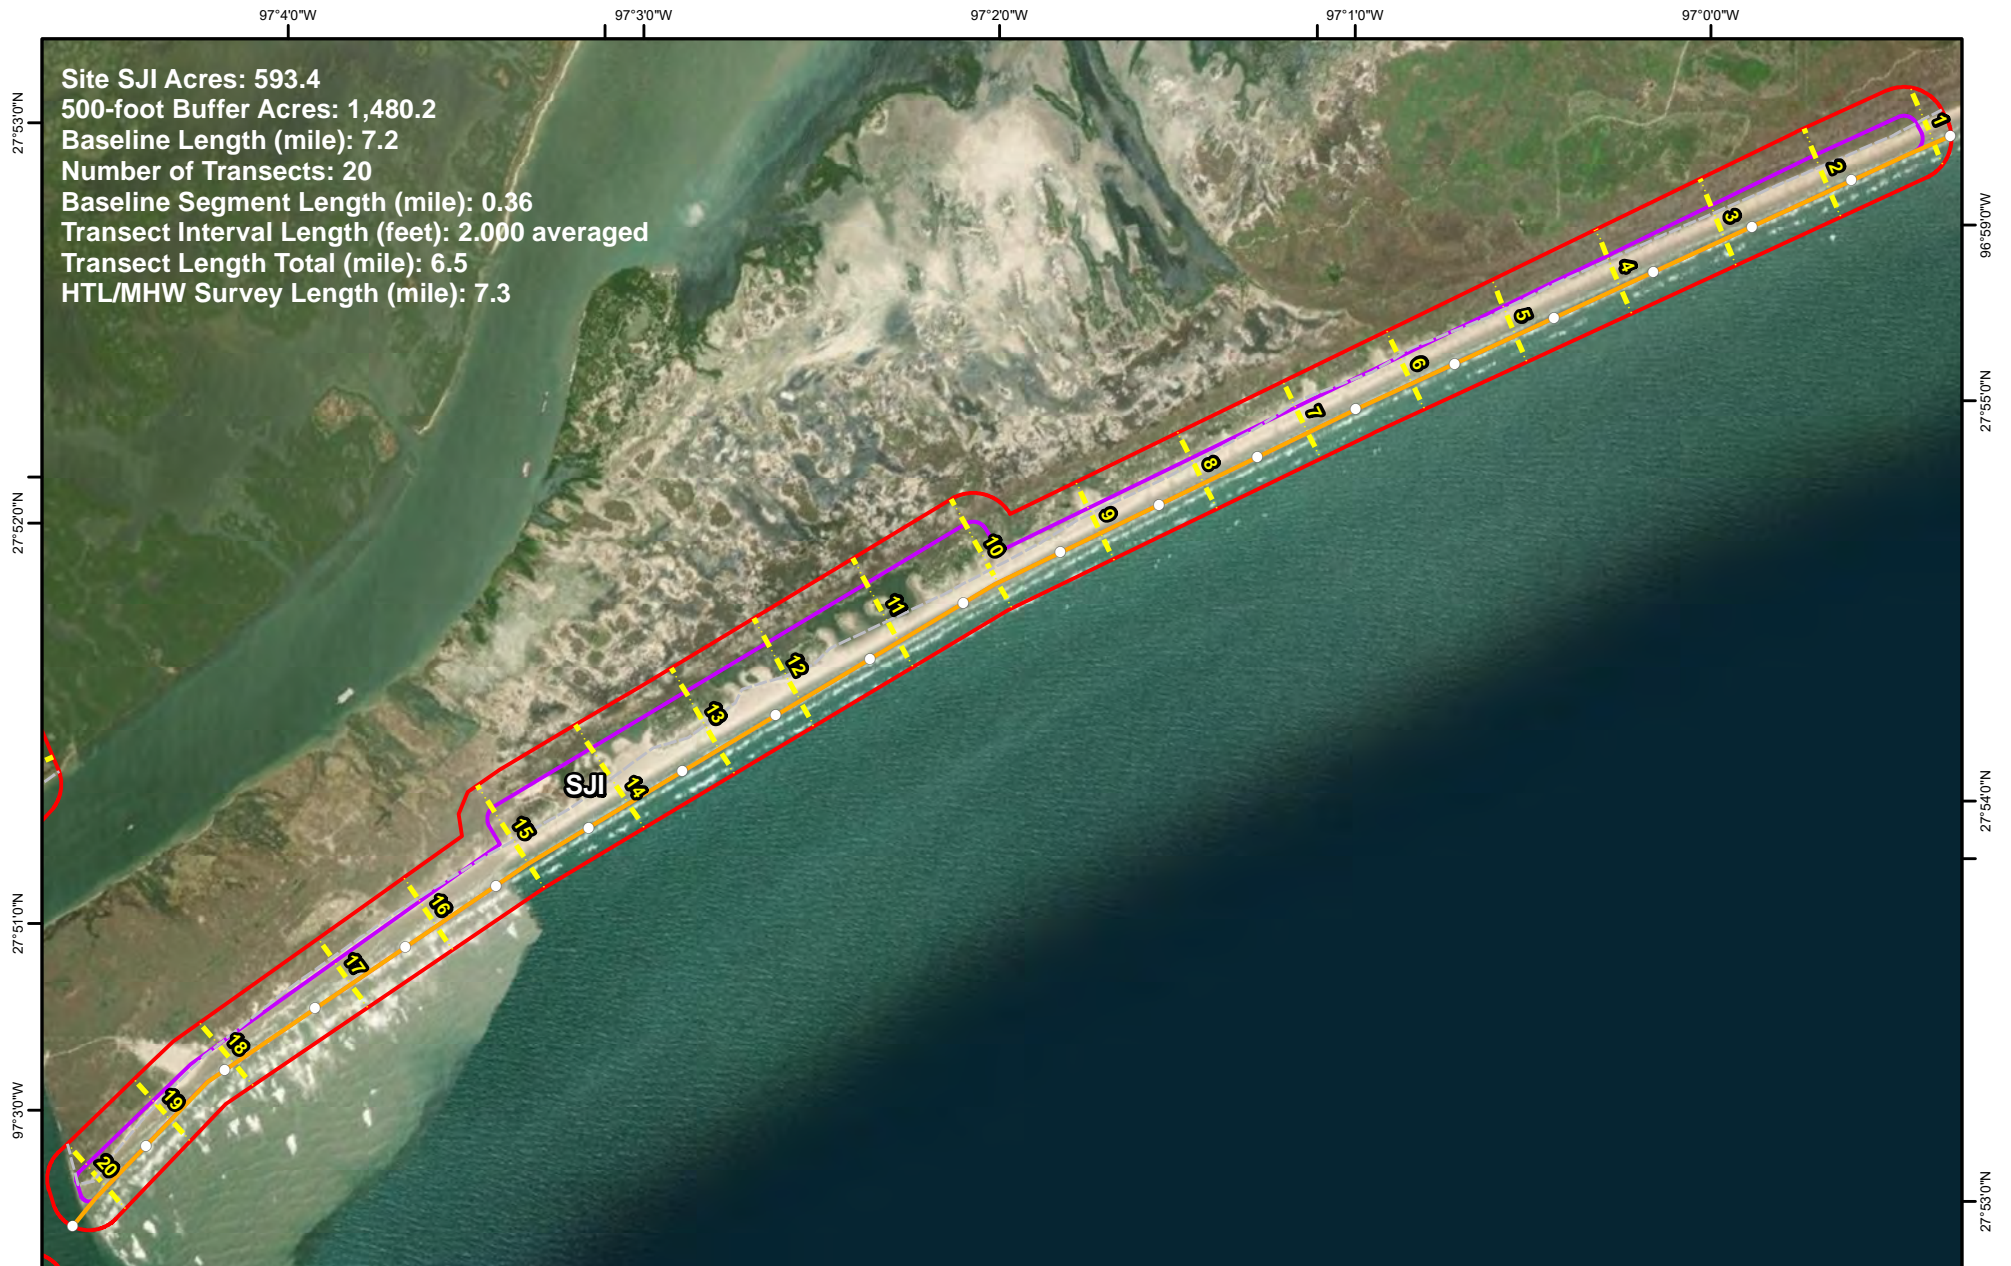 97°4'0"W
97°3'0"W
97°2'0"W
97°1'0"W
97°0'0"W
Site SJI Acres: 593.4
500-foot Buffer Acres: 1,480.2
Baseline Length (mile): 7.2
Number of Transects: 20
Baseline Segment Length (mile): 0.36
Transect Interval Length (feet): 2.000 averaged
Transect Length Total (mile): 6.5
HTL/MHW Survey Length (mile): 7.3
27°53'0"N
27°52'0"N
27°51'0"N
97°3'0"W
96°59'0"W
27°55'0"N
27°54'0"N
27°53'0"N
1
2
3
4
5
6
7
8
9
10
11
12
13
SJI
14
15
16
17
18
19
20